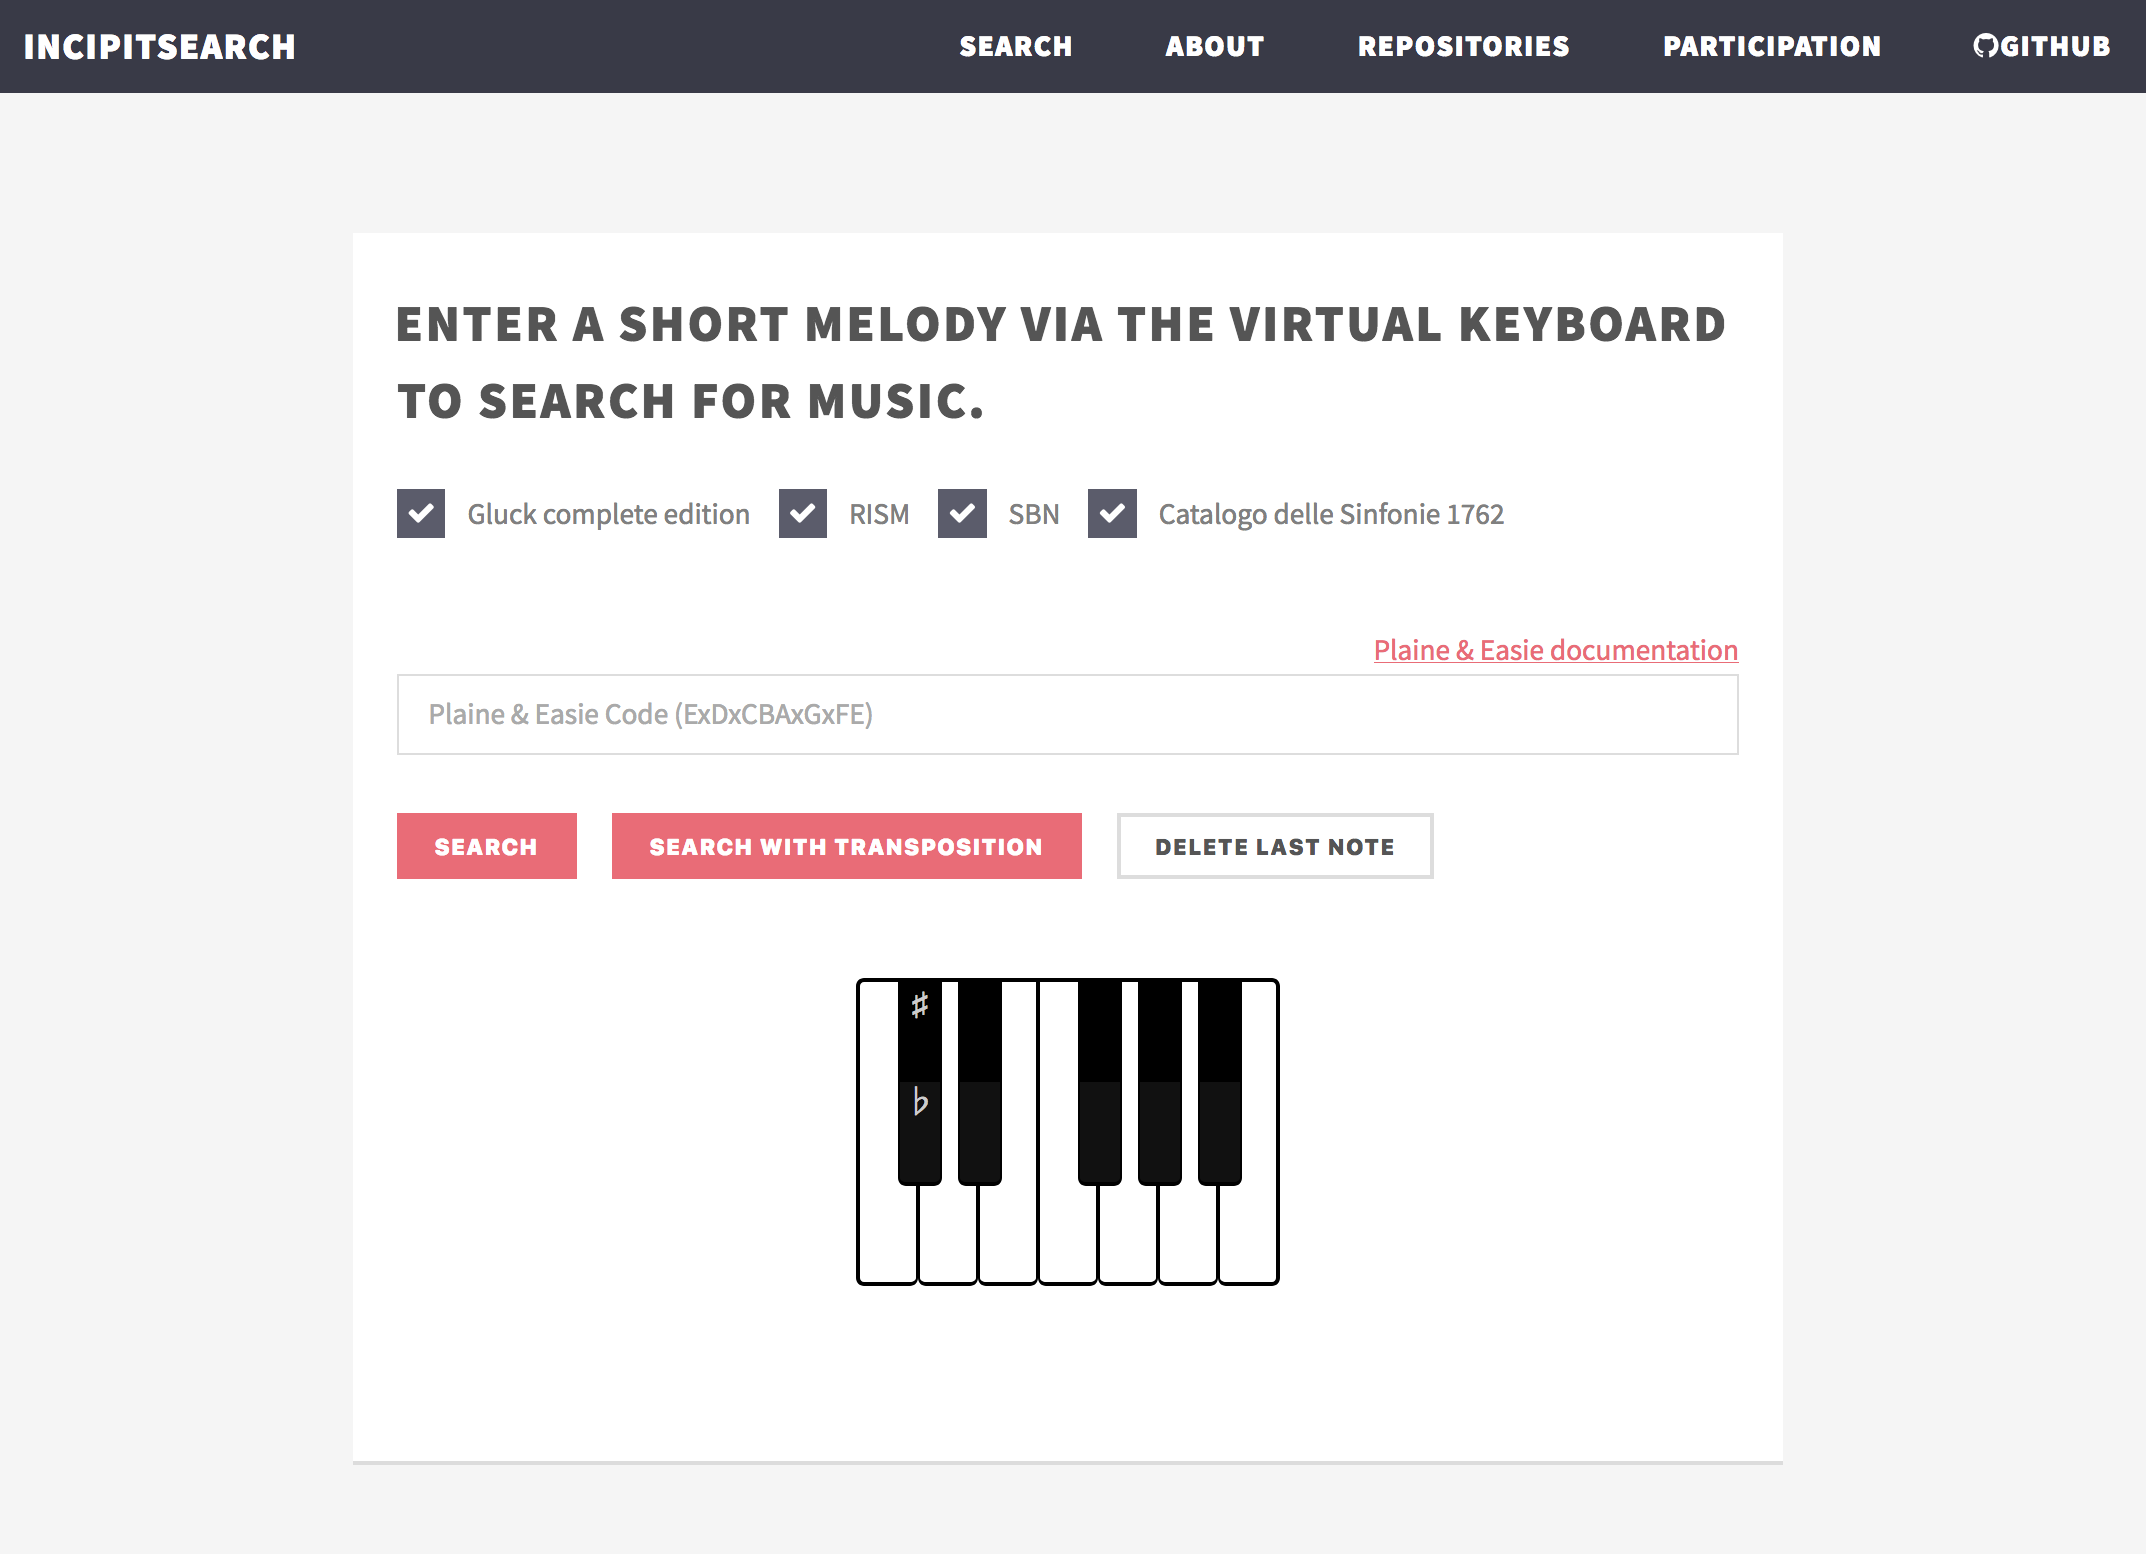 INCIPITSEARCH
SEARCH
ABOUT
REPOSITORIES
PARTICIPATION
GITHUB
ENTER A SHORT MELODY VIA THE VIRTUAL KEYBOARD
TO SEARCH FOR MUSIC.
Gluck complete edition
RISM
SBN
Catalogo delle Sinfonie 1762
Plaine & Easie documentation
Plaine & Easie Code (ExDxCBAxGxFE)
SEARCH
SEARCH WITH TRANSPOSITION
DELETE LAST NOTE
♯
♭